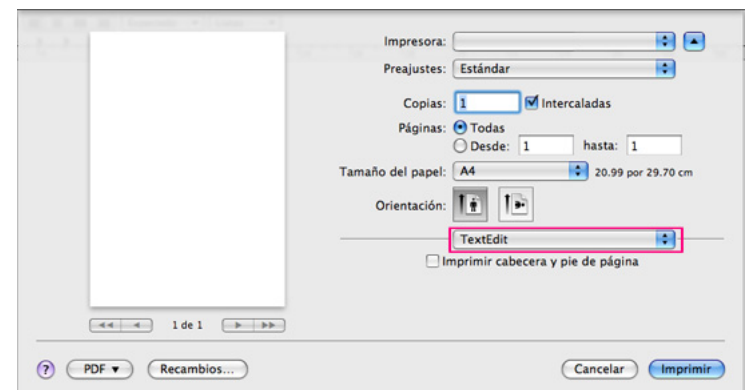 Impresora:
Preajustes: Estándar
Copias: 1 Intercaladas
Páginas: Todas
Desde: 1 hasta: 1
Tamaño del papel: A4 20.99 por 29.70 cm
Orientación:
TextEdit
Imprimir cabecera y pie de página
1 de 1
? PDF Recambios... Cancelar Imprimir